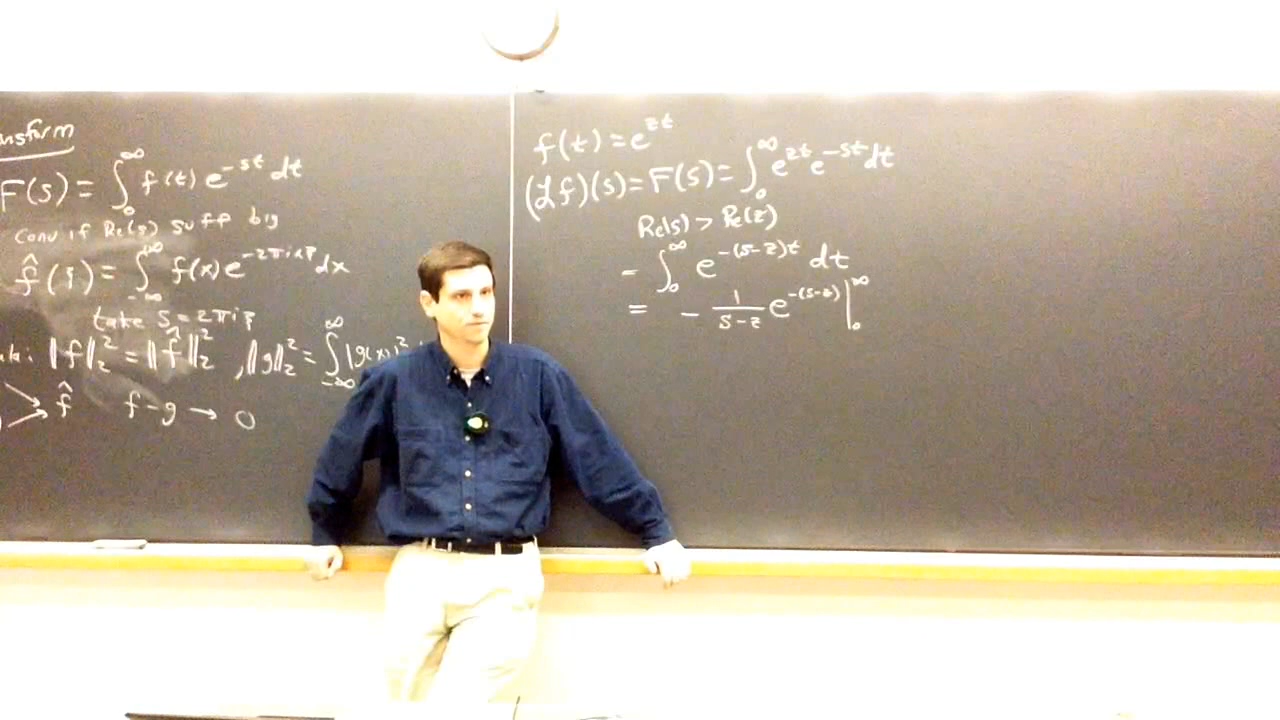 nsform
F(s) = ∫₀^∞ f(t) e^{-st} dt
conv if Re(s) suff big
f̂(ξ) = ∫_{-∞}^∞ f(x) e^{-2πixξ} dx
take s = 2πiξ
‖f‖₂² = ‖f̂‖₂² , ‖g‖₂² = ∫_{-∞}^∞ |g(x)|²
f̂ f-g → 0
f(t) = e^{zt}
(ℒf)(s) = F(s) = ∫₀^∞ e^{zt} e^{-st} dt
Re(s) > Re(z)
= ∫₀^∞ e^{-(s-z)t} dt
= - 1/(s-z) e^{-(s-z)} |₀^∞